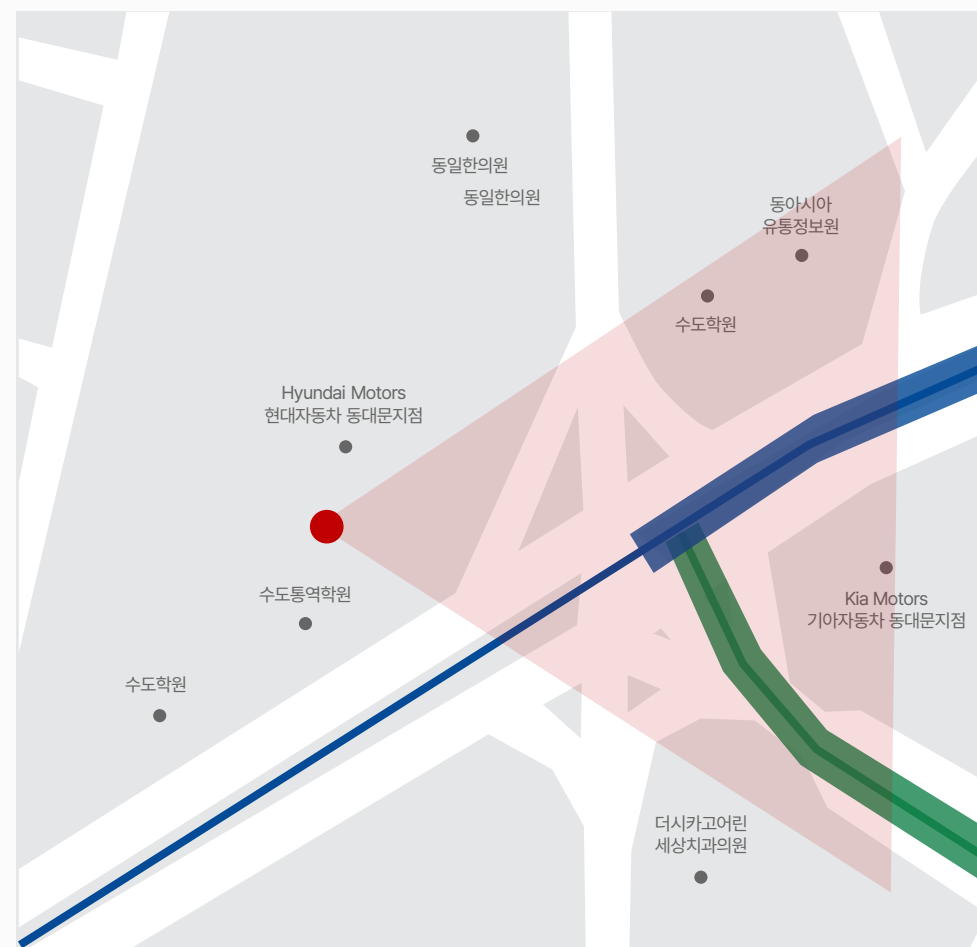 동일한의원
동일한의원
동아시아
유통정보원
수도학원
Hyundai Motors
현대자동차 동대문지점
수도통역학원
Kia Motors
기아자동차 동대문지점
수도학원
더시카고어린
세상치과의원